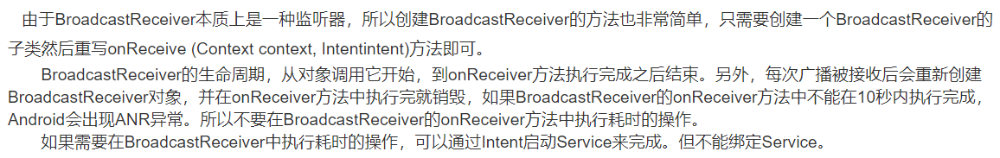 由于BroadcastReceiver本质上是一种监听器，所以创建BroadcastReceiver的方法也非常简单，只需要创建一个BroadcastReceiver的
子类然后重写onReceive (Context context, Intentintent)方法即可。
BroadcastReceiver的生命周期，从对象调用它开始，到onReceiver方法执行完成之后结束。另外，每次广播被接收后会重新创建
BroadcastReceiver对象，并在onReceiver方法中执行完就销毁，如果BroadcastReceiver的onReceiver方法中不能在10秒内执行完成，
Android会出现ANR异常。所以不要在BroadcastReceiver的onReceiver方法中执行耗时的操作。
如果需要在BroadcastReceiver中执行耗时的操作，可以通过Intent启动Service来完成。但不能绑定Service。